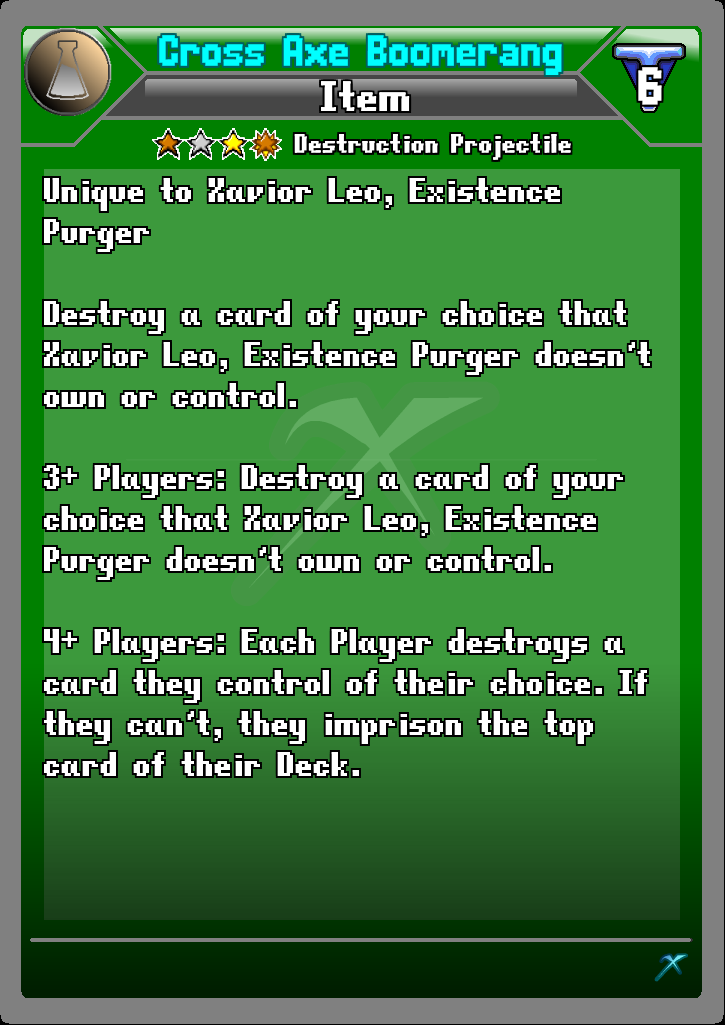 Cross Axe Boomerang
6
Item
Destruction Projectile
Unique to Xavior Leo, Existence
Purger
Destroy a card of your choice that
Xavior Leo, Existence Purger doesn't
own or control.
3+ Players: Destroy a card of your
choice that Xavior Leo, Existence
Purger doesn't own or control.
4+ Players: Each Player destroys a
card they control of their choice. If
they can't, they imprison the top
card of their Deck.